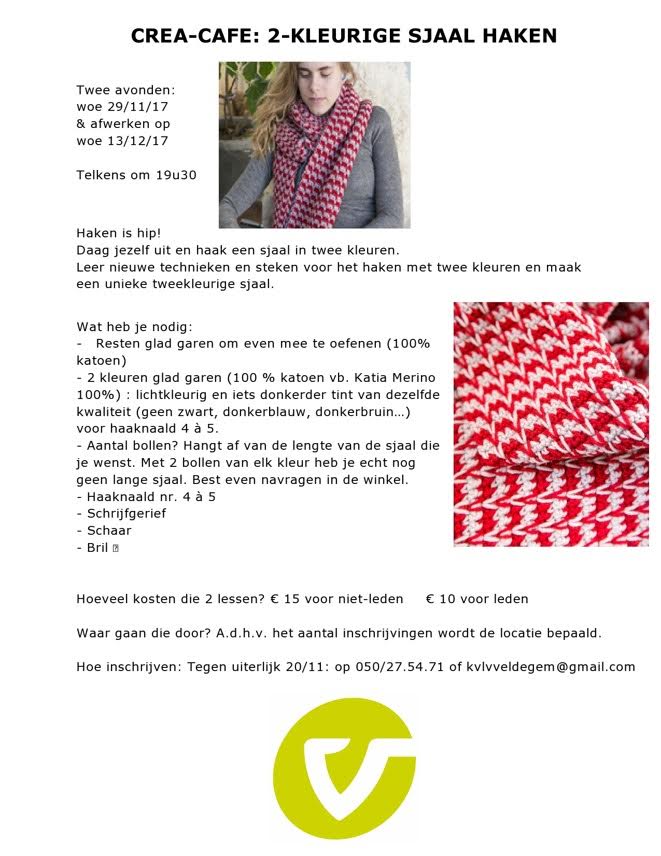 CREA-CAFE: 2-KLEURIGE SJAAL HAKEN
Twee avonden:
woe 29/11/17
& afwerken op
woe 13/12/17
Telkens om 19u30
Haken is hip!
Daag jezelf uit en haak een sjaal in twee kleuren.
Leer nieuwe technieken en steken voor het haken met twee kleuren en maak
een unieke tweekleurige sjaal.
Wat heb je nodig:
- Resten glad garen om even mee te oefenen (100%
katoen)
- 2 kleuren glad garen (100 % katoen vb. Katia Merino
100%) : lichtkleurig en iets donkerder tint van dezelfde
kwaliteit (geen zwart, donkerblauw, donkerbruin…)
voor haaknaald 4 à 5.
- Aantal bollen? Hangt af van de lengte van de sjaal die
je wenst. Met 2 bollen van elk kleur heb je echt nog
geen lange sjaal. Best even navragen in de winkel.
- Haaknaald nr. 4 à 5
- Schrijfgerief
- Schaar
- Bril
Hoeveel kosten die 2 lessen? € 15 voor niet-leden € 10 voor leden
Waar gaan die door? A.d.h.v. het aantal inschrijvingen wordt de locatie bepaald.
Hoe inschrijven: Tegen uiterlijk 20/11: op 050/27.54.71 of kvlvveldegem@gmail.com